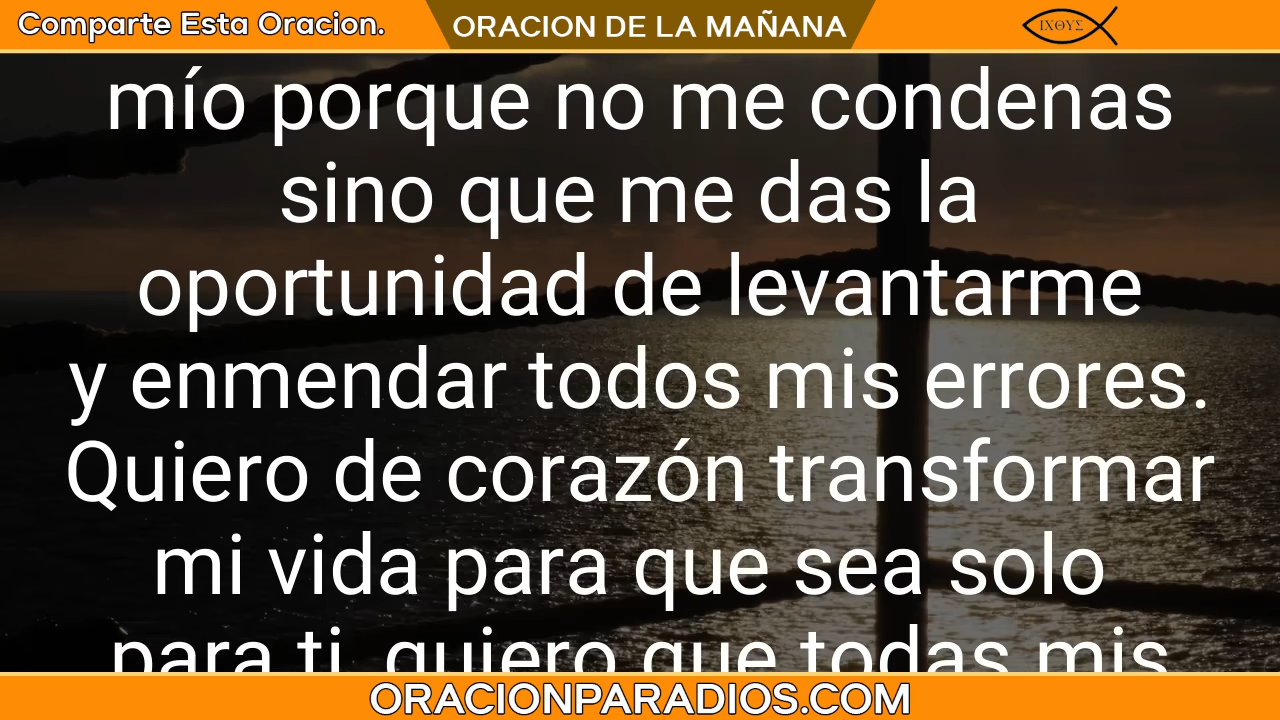 Comparte Esta Oracion.
ORACION DE LA MAÑANA
ΙΧΘΥΣ
mío porque no me condenas
sino que me das la
oportunidad de levantarme
y enmendar todos mis errores.
Quiero de corazón transformar
mi vida para que sea solo
para ti, quiero que todas mis
ORACIONPARADIOS.COM